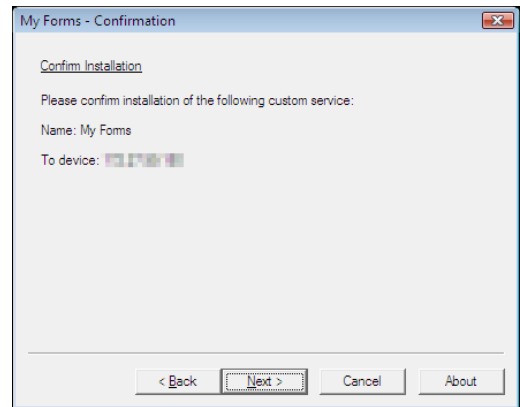 My Forms - Confirmation
Confirm Installation
Please confirm installation of the following custom service:
Name: My Forms
To device:
< Back
Next >
Cancel
About